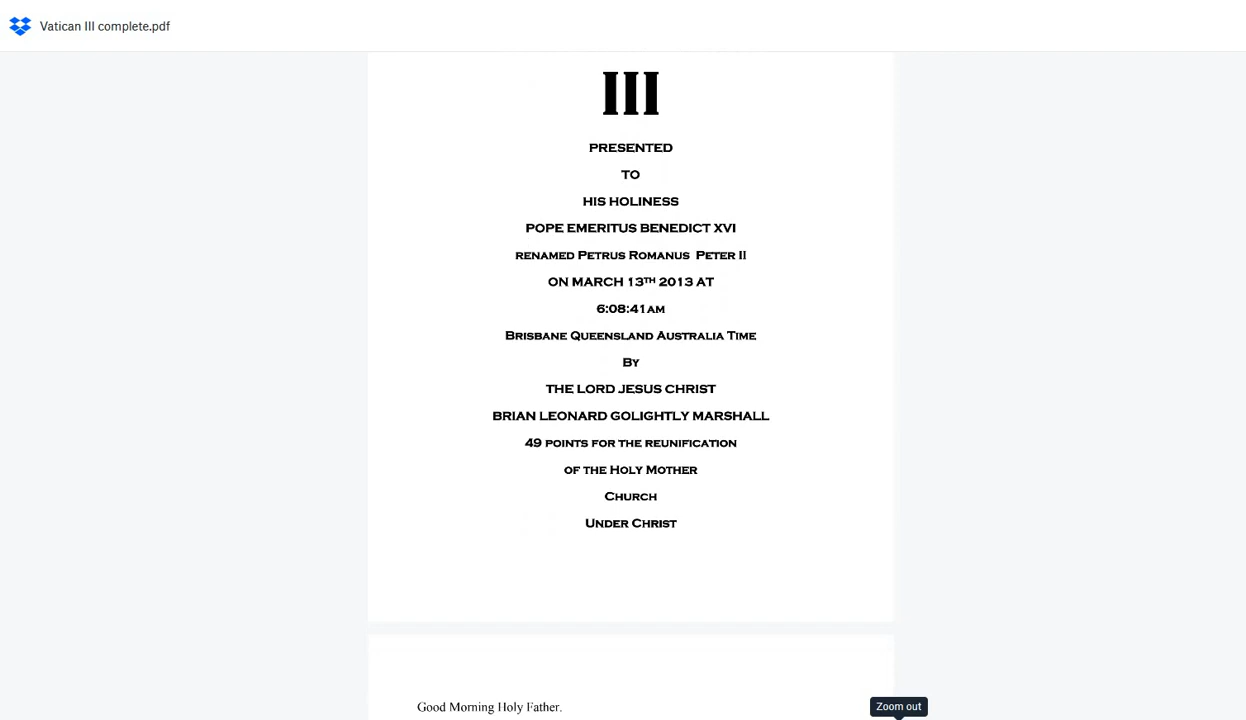 Vatican III complete.pdf
III
PRESENTED
TO
HIS HOLINESS
POPE EMERITUS BENEDICT XVI
RENAMED PETRUS ROMANUS PETER II
ON MARCH 13TH 2013 AT
6:08:41AM
BRISBANE QUEENSLAND AUSTRALIA TIME
BY
THE LORD JESUS CHRIST
BRIAN LEONARD GOLIGHTLY MARSHALL
49 POINTS FOR THE REUNIFICATION
OF THE HOLY MOTHER
CHURCH
UNDER CHRIST
Good Morning Holy Father.
Zoom out